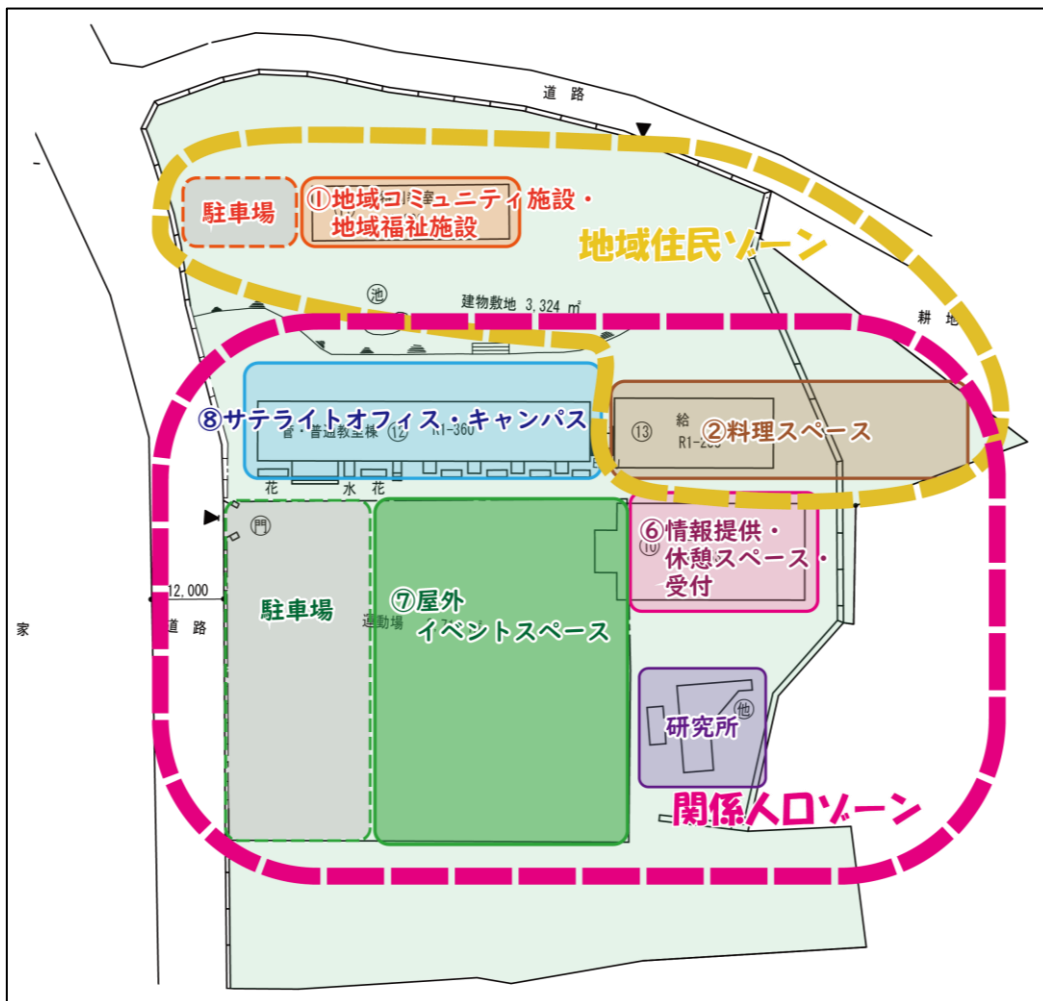 道 路
駐車場
①地域コミュニティ施設・
地域福祉施設
地域住民ゾーン
池
建物敷地 3,324 ㎡
耕地
⑧サテライトオフィス・キャンパス
管・普通教室棟 ⑫ R1-360
⑬
給
②料理スペース
花 水 花
門
⑥情報提供・
休憩スペース・
受付
12,000
道 路
家
駐車場
⑦屋外
イベントスペース
運動場
研究所
他
関係人口ゾーン